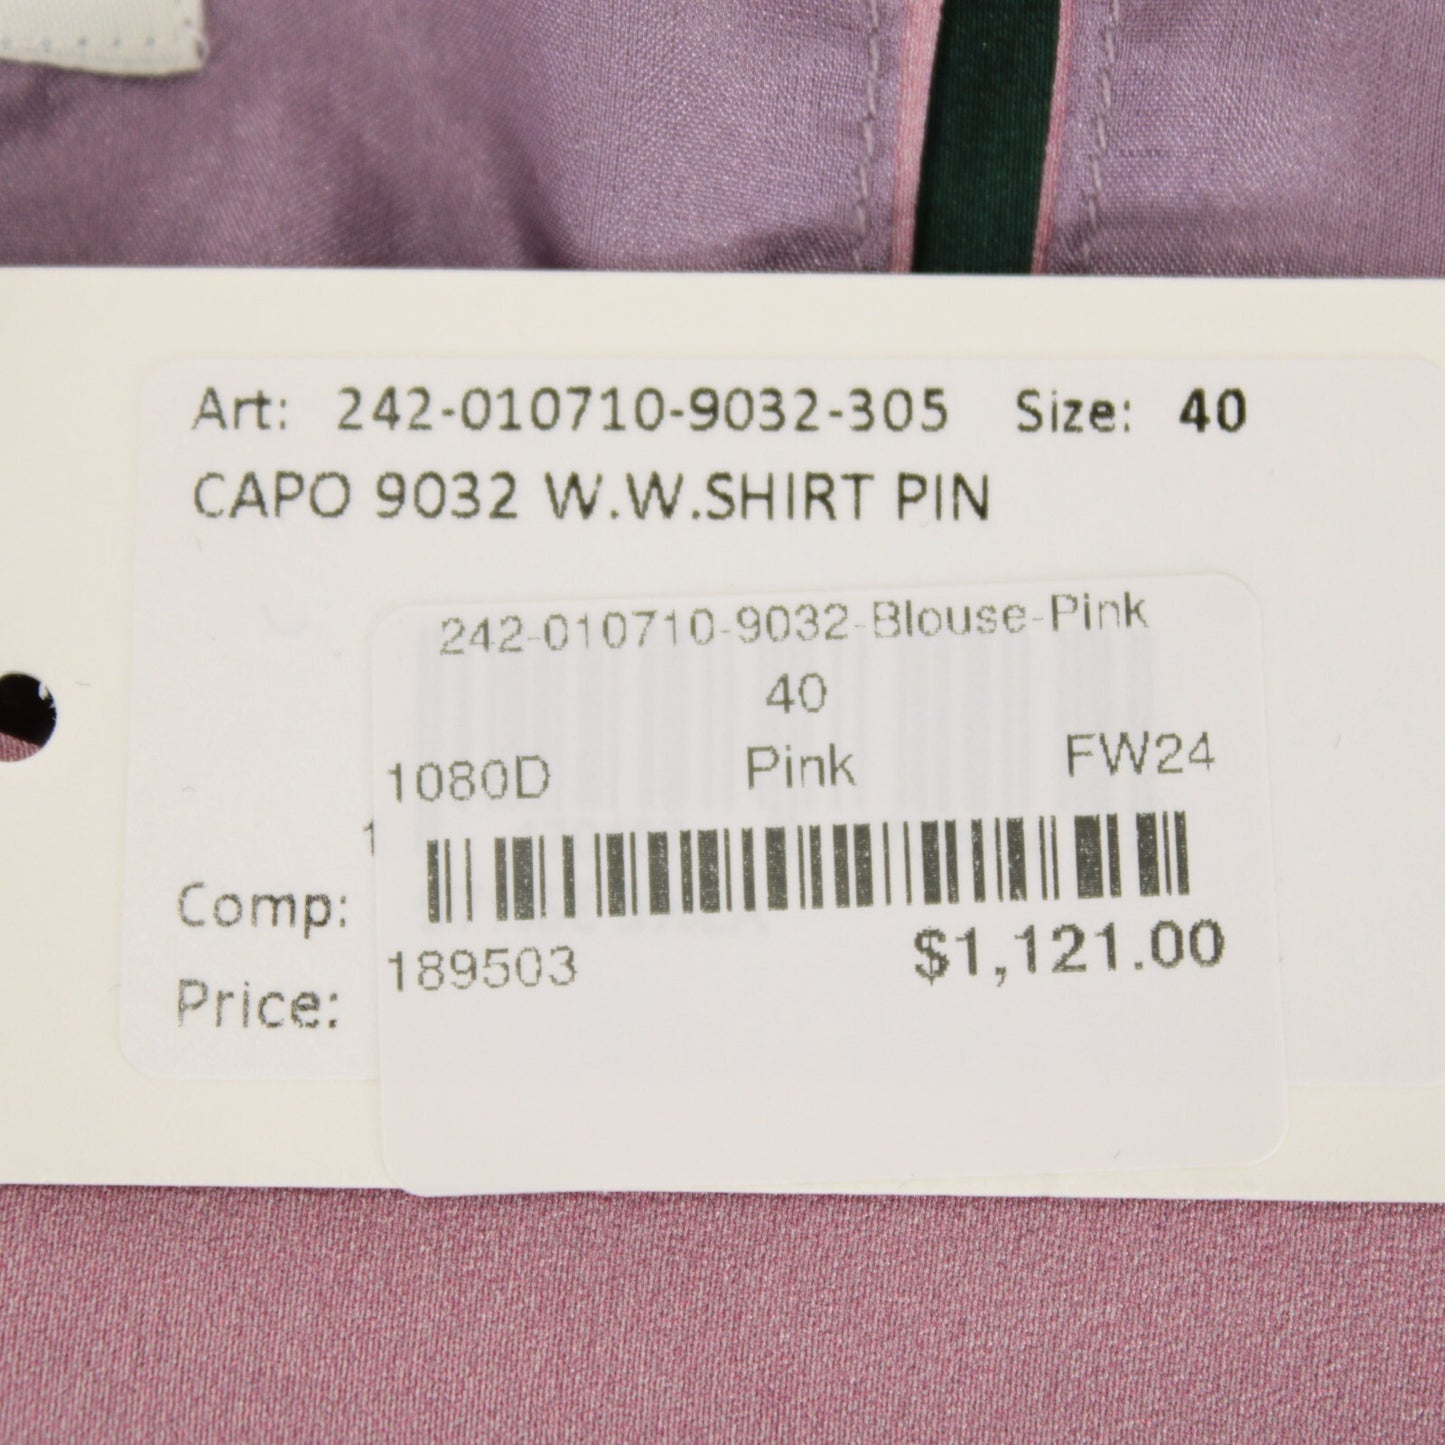 Art: 242-010710-9032-305 Size: 40
CAPO 9032 W.W.SHIRT PIN
242-010710-9032-Blouse-Pink
40
1080D Pink FW24
Comp:
189503 $1,121.00
Price: